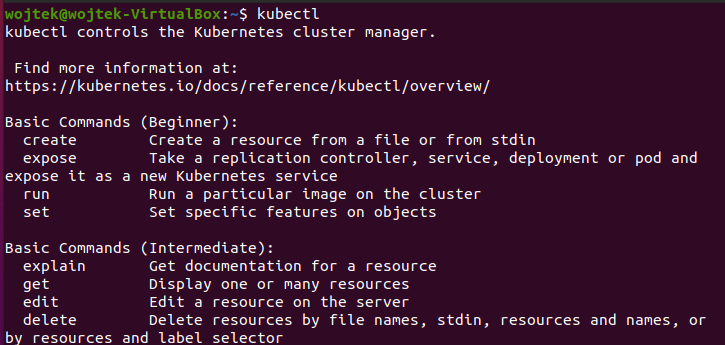 wojtek@wojtek-VirtualBox:~$ kubectl
kubectl controls the Kubernetes cluster manager.
Find more information at:
https://kubernetes.io/docs/reference/kubectl/overview/
Basic Commands (Beginner):
create Create a resource from a file or from stdin
expose Take a replication controller, service, deployment or pod and
expose it as a new Kubernetes service
run Run a particular image on the cluster
set Set specific features on objects
Basic Commands (Intermediate):
explain Get documentation for a resource
get Display one or many resources
edit Edit a resource on the server
delete Delete resources by file names, stdin, resources and names, or
by resources and label selector